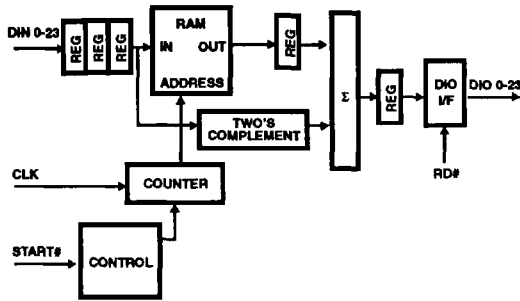 DIN 0-23
REG
REG
REG
RAM
IN OUT
ADDRESS
REG
TWO'S
COMPLEMENT
Σ
REG
DIO
I/F
DIO 0-23
RD#
CLK
COUNTER
START#
CONTROL